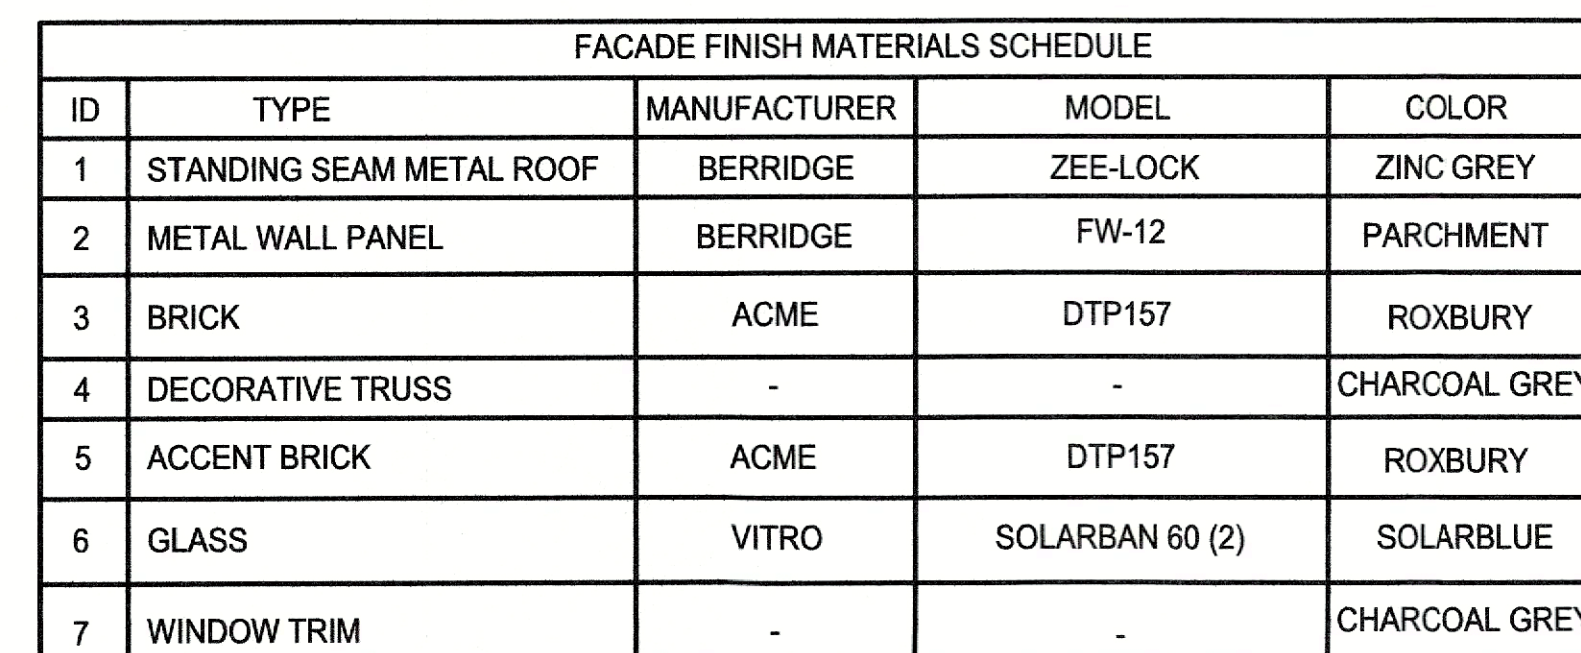 FACADE FINISH MATERIALS SCHEDULE
ID TYPE MANUFACTURER MODEL COLOR
1 STANDING SEAM METAL ROOF BERRIDGE ZEE-LOCK ZINC GREY
2 METAL WALL PANEL BERRIDGE FW-12 PARCHMENT
3 BRICK ACME DTP157 ROXBURY
4 DECORATIVE TRUSS - - CHARCOAL GREY
5 ACCENT BRICK ACME DTP157 ROXBURY
6 GLASS VITRO SOLARBAN 60 (2) SOLARBLUE
7 WINDOW TRIM - - CHARCOAL GREY